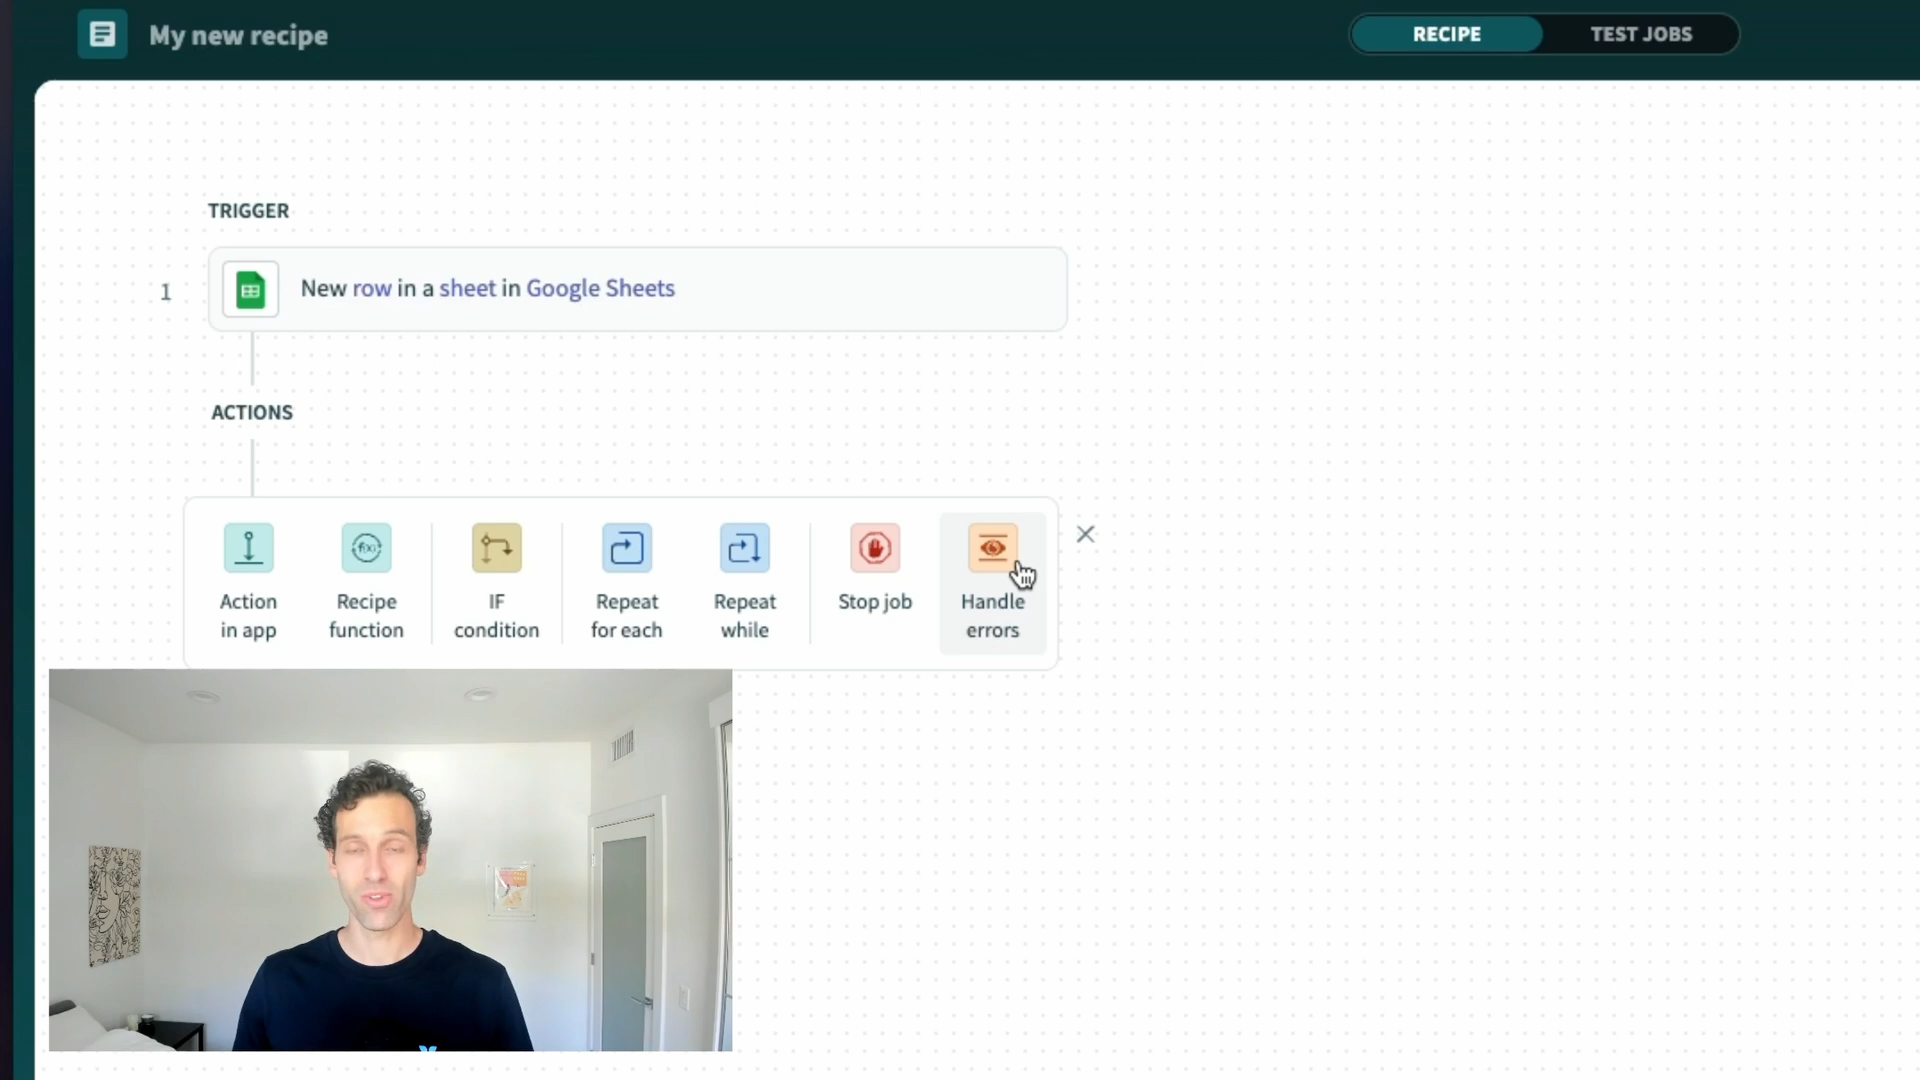 My new recipe
RECIPE
TEST JOBS
TRIGGER
1
New row in a sheet in Google Sheets
ACTIONS
Action
in app
Recipe
function
IF
condition
Repeat
for each
Repeat
while
Stop job
Handle
errors
f(x)